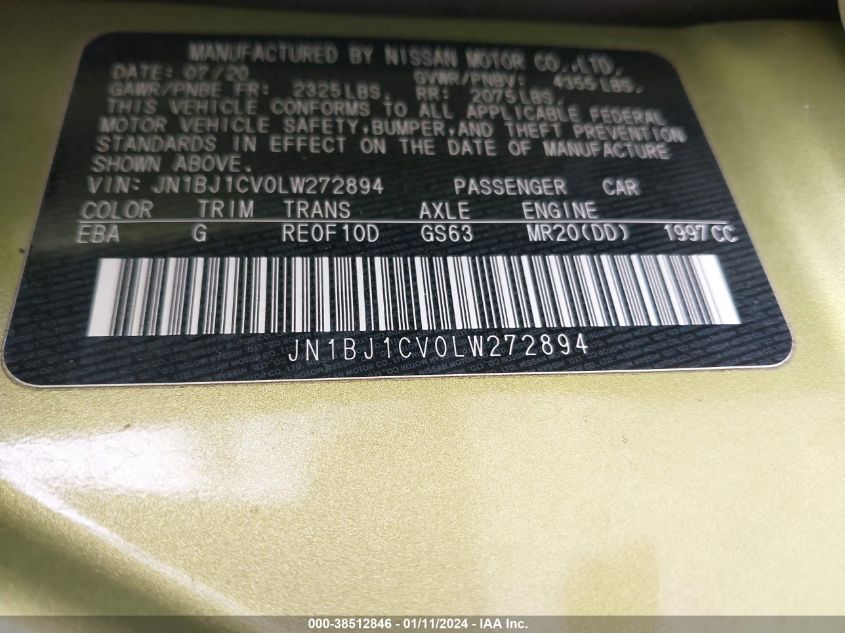 MANUFACTURED BY NISSAN MOTOR CO.,LTD.
DATE: 07/20 GVWR/PNBV: 4355LBS.
GAWR/PNBE FR: 2325LBS. RR: 2075LBS.
THIS VEHICLE CONFORMS TO ALL APPLICABLE FEDERAL
MOTOR VEHICLE SAFETY,BUMPER,AND THEFT PREVENTION
STANDARDS IN EFFECT ON THE DATE OF MANUFACTURE
SHOWN ABOVE.
VIN: JN1BJ1CV0LW272894 PASSENGER CAR
COLOR TRIM TRANS AXLE ENGINE
EBA G RE0F10D GS63 MR20(DD) 1997CC
JN1BJ1CV0LW272894
000-38512846 - 01/11/2024 - IAA Inc.